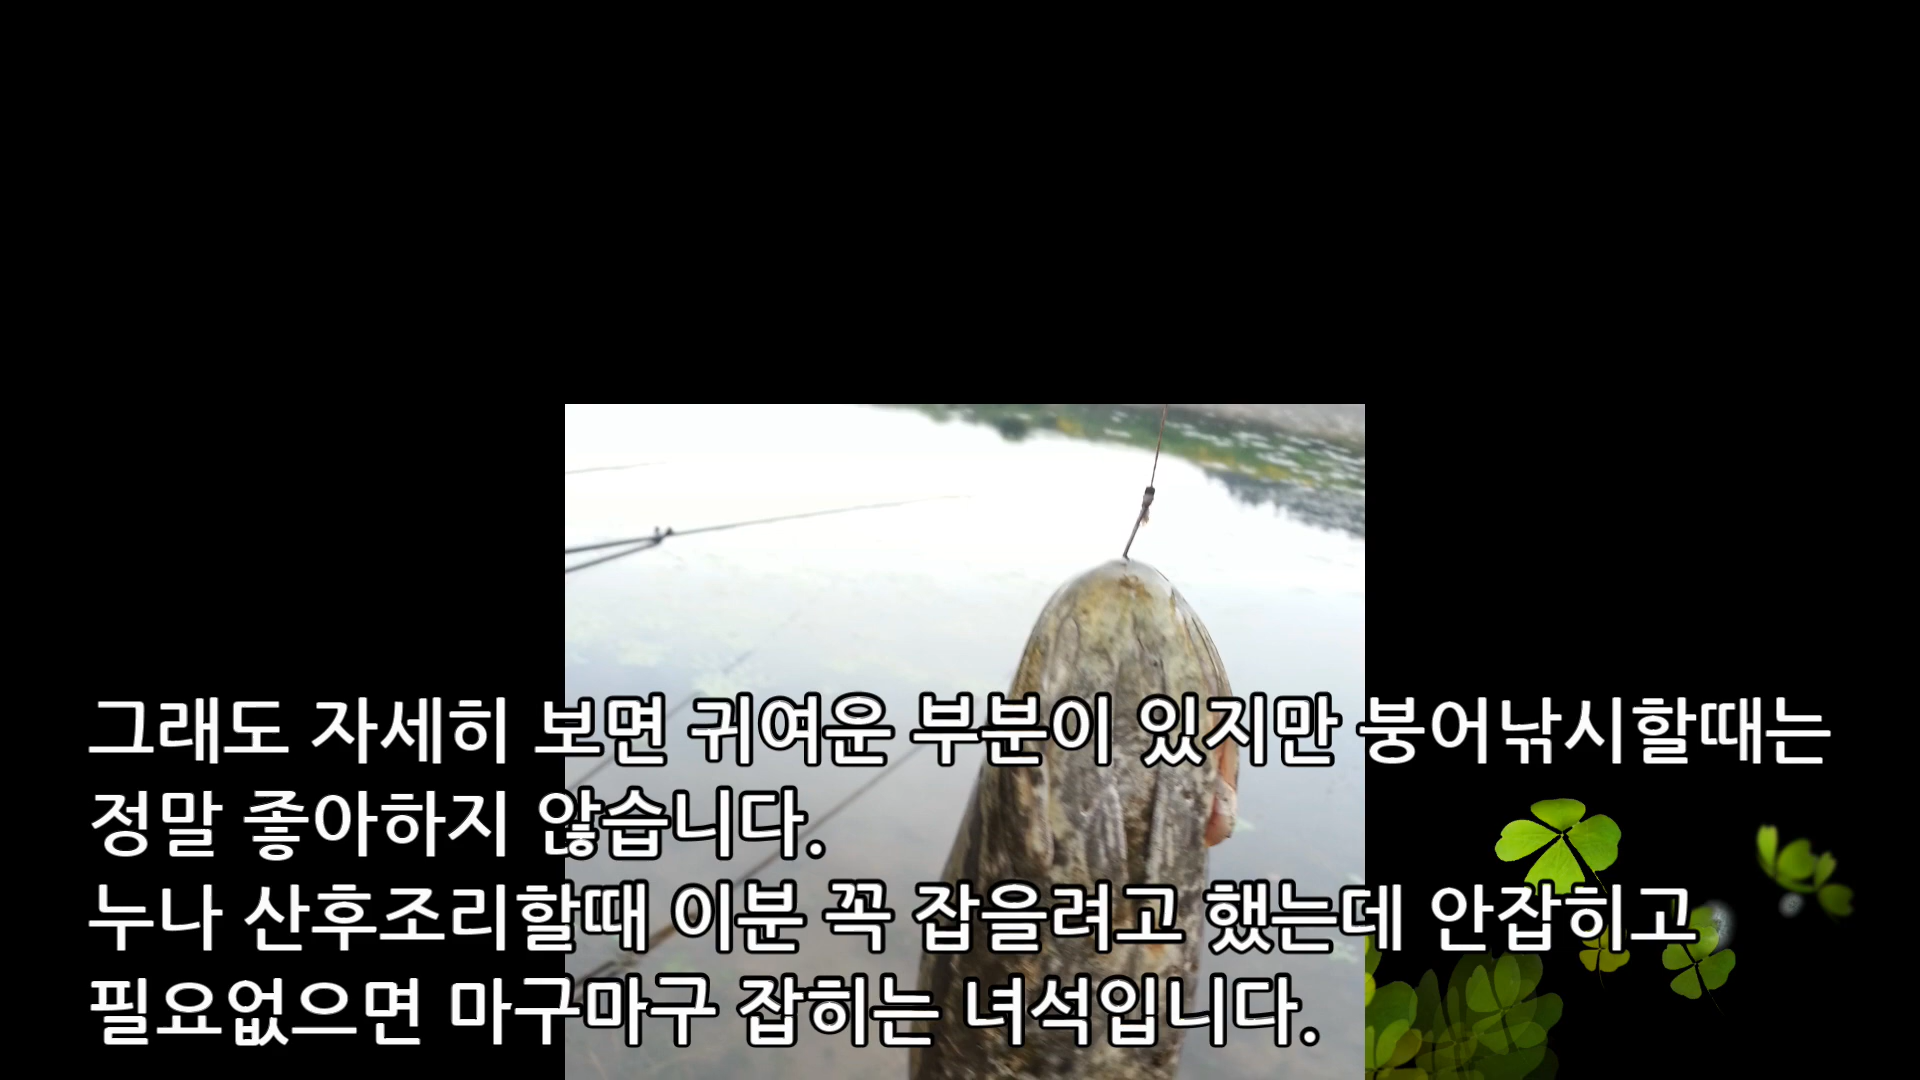 그래도 자세히 보면 귀여운 부분이 있지만 붕어낚시할때는
정말 좋아하지 않습니다.
누나 산후조리할때 이분 꼭 잡을려고 했는데 안잡히고
필요없으면 마구마구 잡히는 녀석입니다.